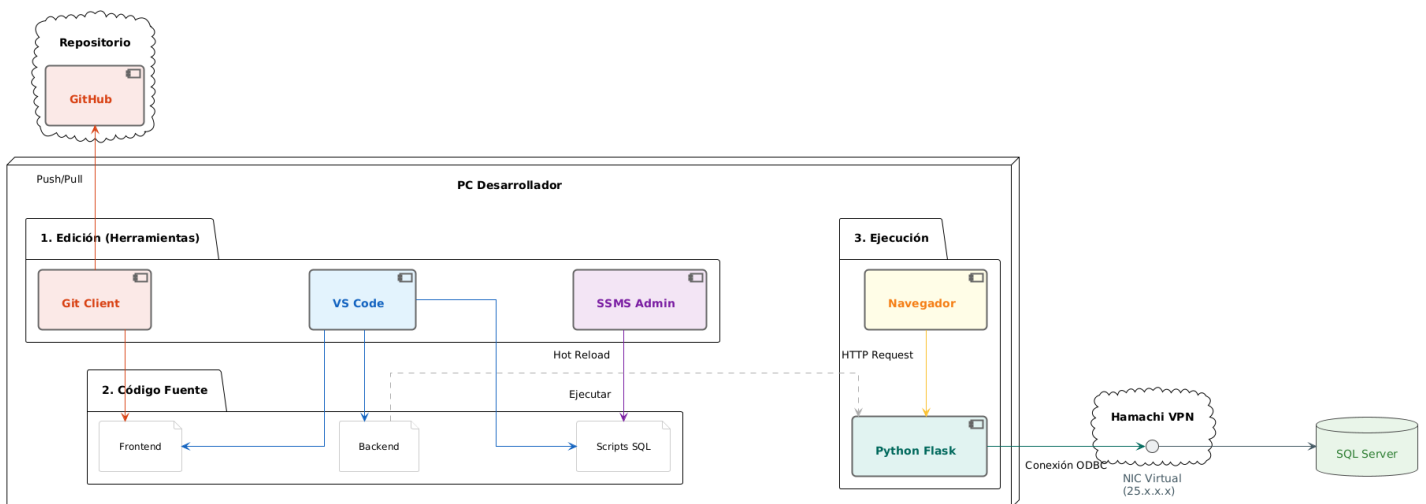 Repositorio
GitHub
Push/Pull
PC Desarrollador
1. Edición (Herramientas)
3. Ejecución
Git Client
VS Code
SSMS Admin
Navegador
Hot Reload
HTTP Request
2. Código Fuente
Ejecutar
Frontend
Backend
Scripts SQL
Python Flask
Hamachi VPN
Conexión ODBC
NIC Virtual
(25.x.x.x)
SQL Server